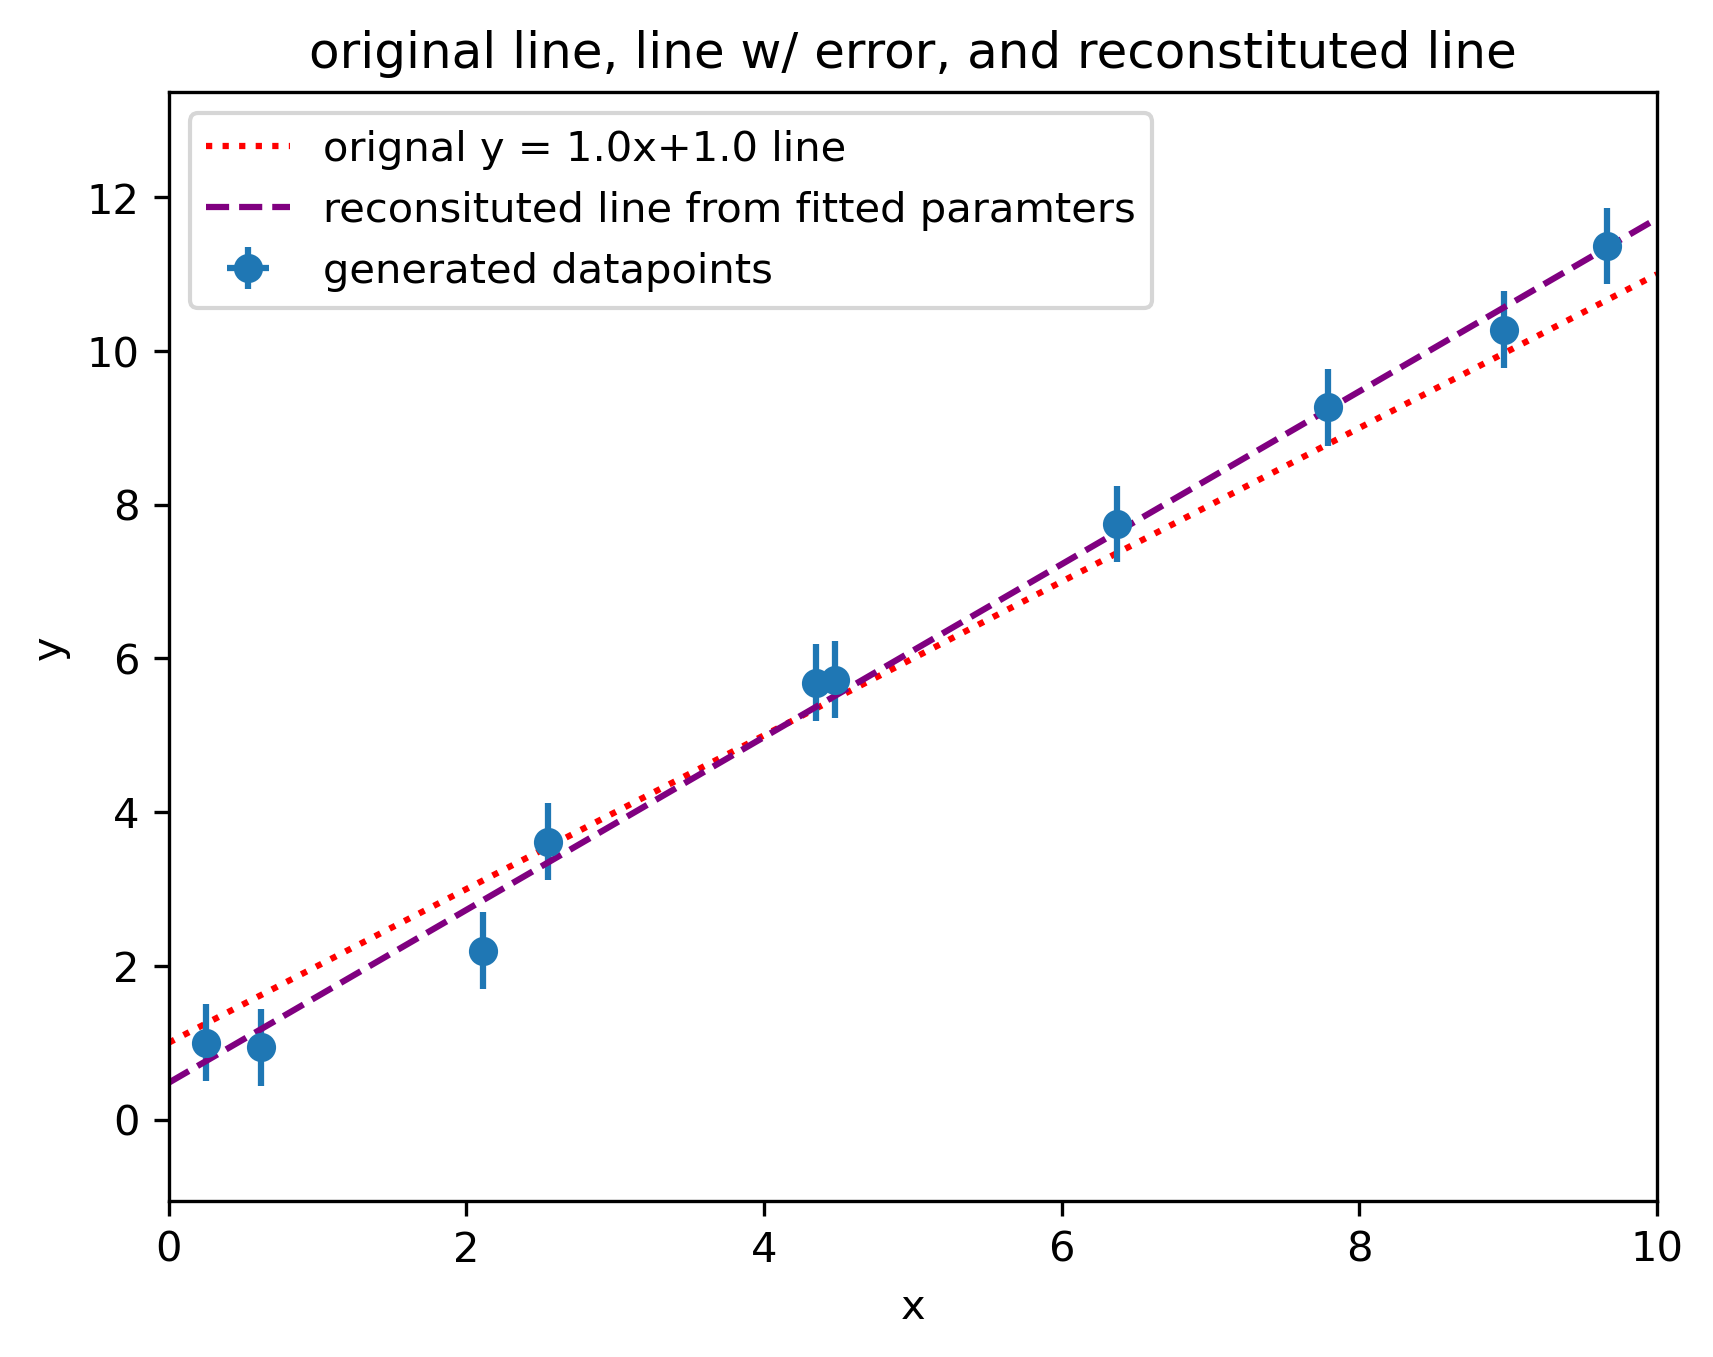 original line, line w/ error, and reconstituted line
orignal y = 1.0x+1.0 line
reconsituted line from fitted paramters
generated datapoints
12
10
8
6
4
2
0
y
0 2 4 6 8 10
x